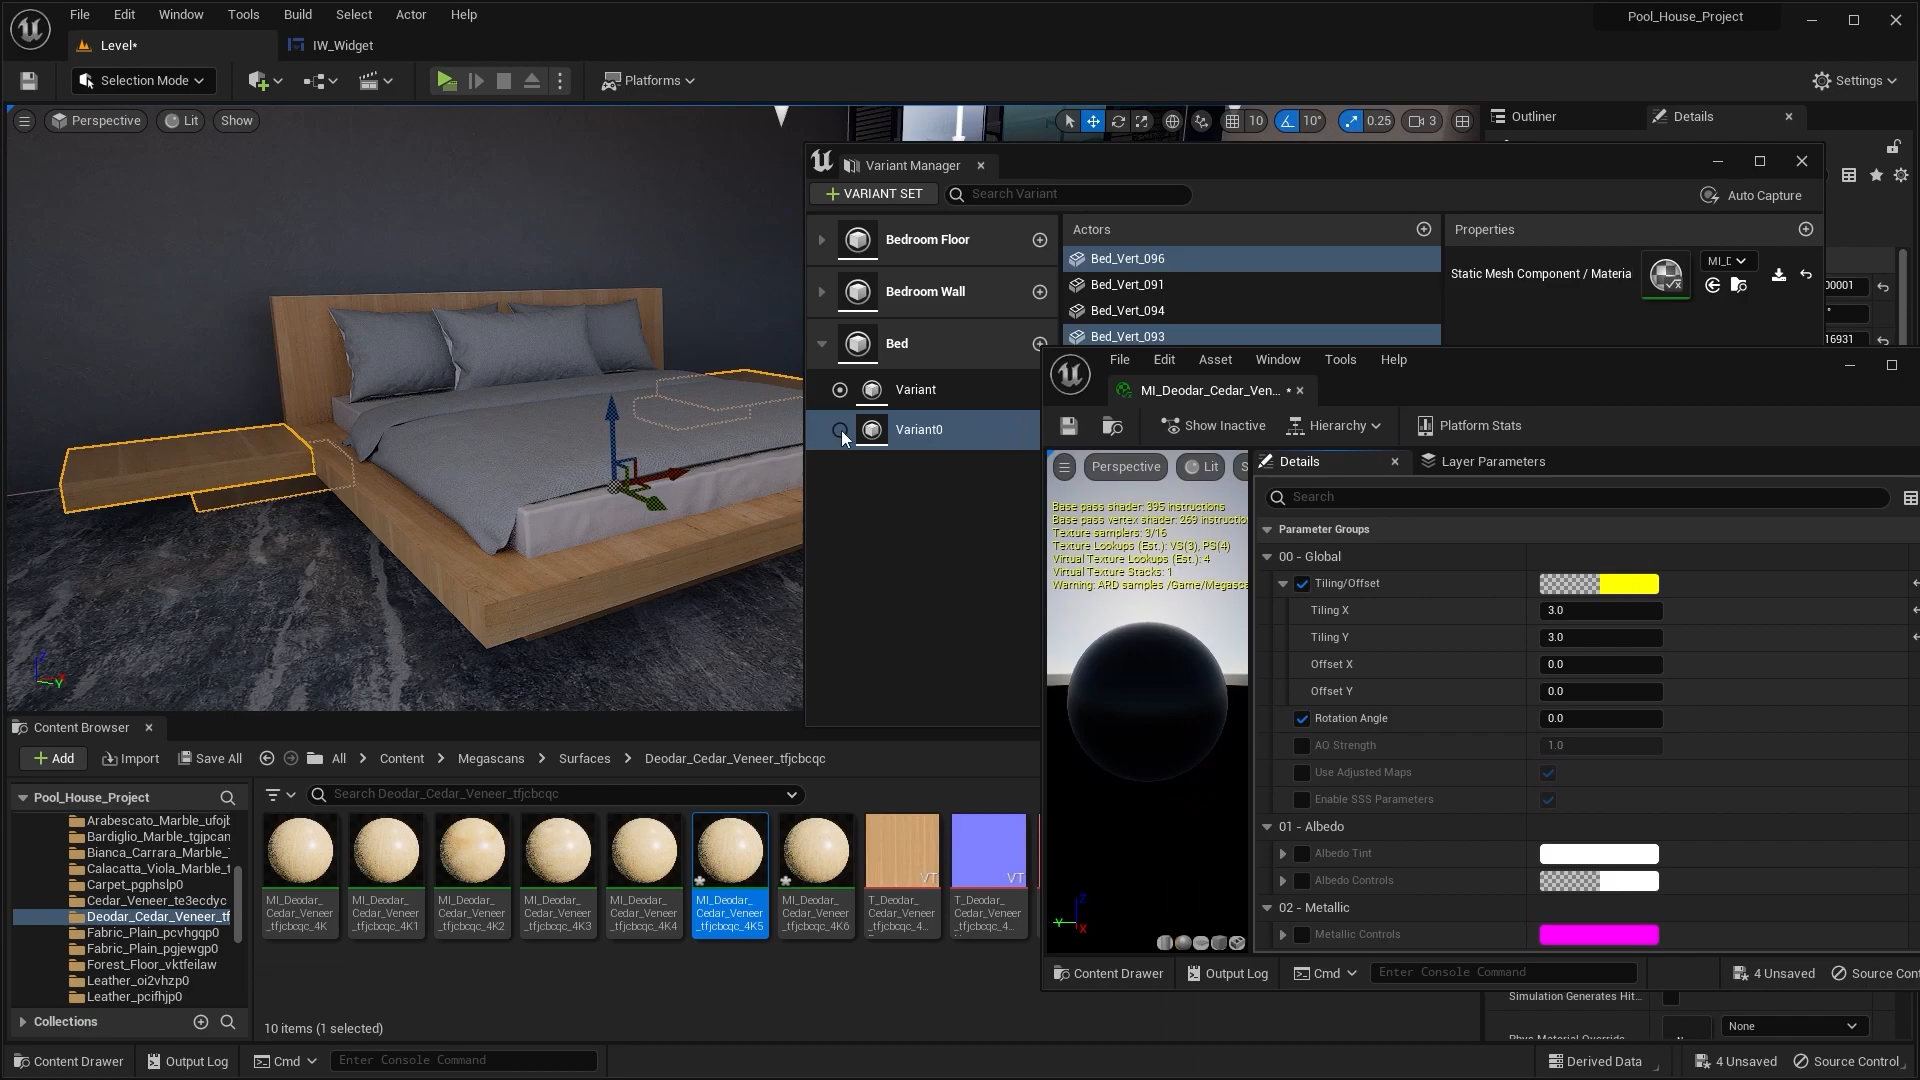 File Edit Window Tools Build Select Actor Help
Pool_House_Project
Level*
IW_Widget
Selection Mode
Platforms
Settings
Perspective
Lit
Show
10
10°
0.25
3
Outliner
Details
Variant Manager
VARIANT SET
Search Variant
Auto Capture
Bedroom Floor
Bedroom Wall
Bed
Variant
Variant0
Actors
Bed_Vert_096
Bed_Vert_091
Bed_Vert_094
Bed_Vert_093
Properties
Static Mesh Component / Materia
00001
°
16931
File Edit Asset Window Tools Help
MI_Deodar_Cedar_Ven... *
Show Inactive
Hierarchy
Platform Stats
Perspective
Lit
S
Base pass shader: 395 instructions
Base pass vertex shader: 269 instructio
Texture samplers: 3/16
Texture Lookups (Est.): VS(3), PS(4)
Virtual Texture Lookups (Est.): 4
Virtual Texture Stacks: 1
Warning: ARD samples /Game/Megasca
Details
Layer Parameters
Search
Parameter Groups
00 - Global
Tiling/Offset
Tiling X 3.0
Tiling Y 3.0
Offset X 0.0
Offset Y 0.0
Rotation Angle 0.0
AO Strength 1.0
Use Adjusted Maps
Enable SSS Parameters
01 - Albedo
Albedo Tint
Albedo Controls
02 - Metallic
Metallic Controls
Content Drawer
Output Log
Cmd
Enter Console Command
4 Unsaved
Source Con
Simulation Generates Hit...
None
Content Browser
Add
Import
Save All
All > Content > Megascans > Surfaces > Deodar_Cedar_Veneer_tfjcbcqc
Pool_House_Project
Arabescato_Marble_ufojt
Bardiglio_Marble_tgjpcan
Bianca_Carrara_Marble_
Calacatta_Viola_Marble_t
Carpet_pgphslp0
Cedar_Veneer_te3ecdyc
Deodar_Cedar_Veneer_tf
Fabric_Plain_pcvhgqp0
Fabric_Plain_pgjewgp0
Forest_Floor_vktfeilaw
Leather_oi2vhzp0
Leather_pcifhjp0
Collections
Search Deodar_Cedar_Veneer_tfjcbcqc
MI_Deodar_
Cedar_Veneer
_tfjcbcqc_4K
MI_Deodar_
Cedar_Veneer
_tfjcbcqc_4K1
MI_Deodar_
Cedar_Veneer
_tfjcbcqc_4K2
MI_Deodar_
Cedar_Veneer
_tfjcbcqc_4K3
MI_Deodar_
Cedar_Veneer
_tfjcbcqc_4K4
MI_Deodar_
Cedar_Veneer
_tfjcbcqc_4K5
MI_Deodar_
Cedar_Veneer
_tfjcbcqc_4K6
VT
T_Deodar_
Cedar_Veneer
_tfjcbcqc_4...
VT
T_Deodar_
Cedar_Veneer
_tfjcbcqc_4...
10 items (1 selected)
Content Drawer
Output Log
Cmd
Enter Console Command
Derived Data
4 Unsaved
Source Control